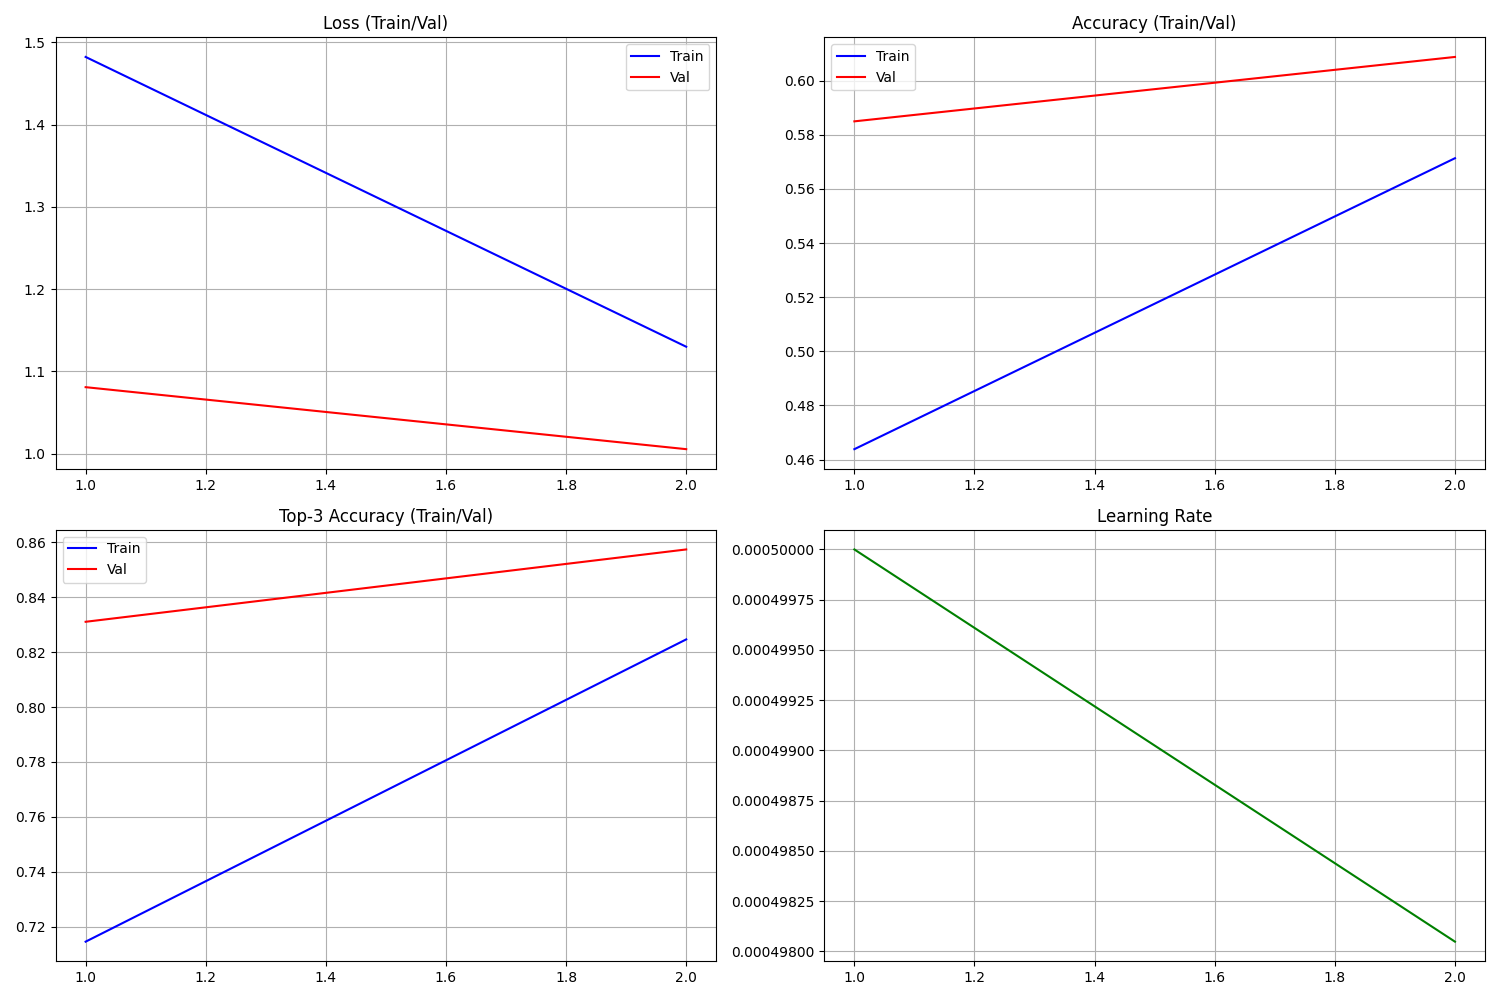 Loss (Train/Val)
1.5
1.4
1.3
1.2
1.1
1.0
1.0 1.2 1.4 1.6 1.8 2.0
Train
Val
Accuracy (Train/Val)
0.60
0.58
0.56
0.54
0.52
0.50
0.48
0.46
1.0 1.2 1.4 1.6 1.8 2.0
Train
Val
Top-3 Accuracy (Train/Val)
0.86
0.84
0.82
0.80
0.78
0.76
0.74
0.72
1.0 1.2 1.4 1.6 1.8 2.0
Train
Val
Learning Rate
0.00050000
0.00049975
0.00049950
0.00049925
0.00049900
0.00049875
0.00049850
0.00049825
0.00049800
1.0 1.2 1.4 1.6 1.8 2.0